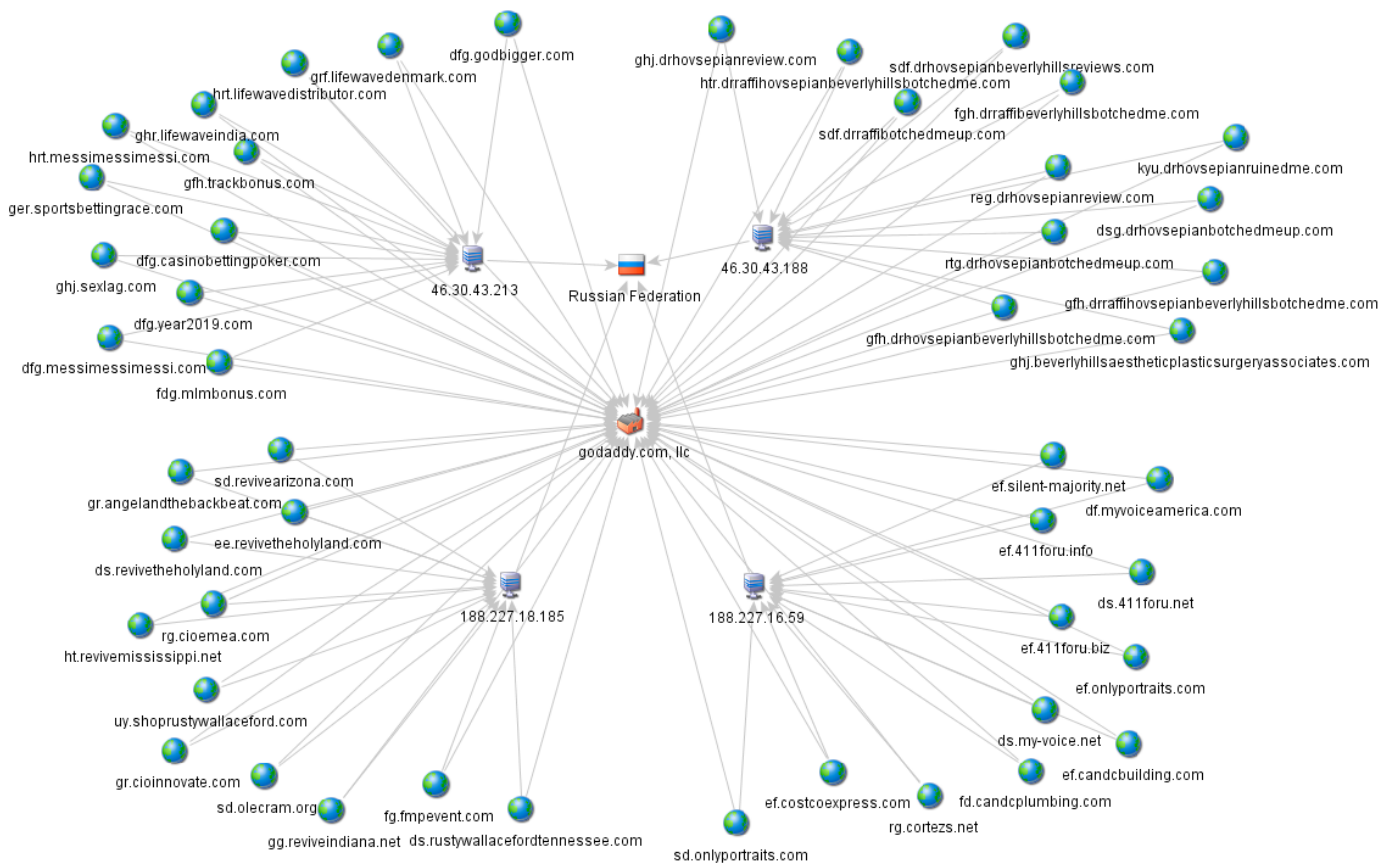 dfg.godbigger.com
ghj.drhovsepianreview.com
grf.lifewavedenmark.com
sdf.drhovsepianbeverlyhillsreviews.com
hrt.lifewavedistributor.com
htr.drraffihovsepianbeverlyhillsbotchedme.com
fgh.drraffibeverlyhillsbotchedme.com
ghr.lifewaveindia.com
sdf.drraffibotchedmeup.com
hrt.messimessimessi.com
kyu.drhovsepianruinedme.com
gfh.trackbonus.com
reg.drhovsepianreview.com
ger.sportsbettingrace.com
dsg.drhovsepianbotchedmeup.com
dfg.casinobettingpoker.com
rtg.drhovsepianbotchedmeup.com
46.30.43.213
46.30.43.188
ghj.sexlag.com
Russian Federation
gfh.drraffihovsepianbeverlyhillsbotchedme.com
dfg.year2019.com
gfh.drhovsepianbeverlyhillsbotchedme.com
dfg.messimessimessi.com
ghj.beverlyhillsaestheticplasticsurgeryassociates.com
fdg.mlmbonus.com
godaddy.com, llc
sd.revivearizona.com
ef.silent-majority.net
gr.angelandthebackbeat.com
df.myvoiceamerica.com
ee.revivetheholyland.com
ef.411foru.info
ds.revivetheholyland.com
ds.411foru.net
188.227.18.185
188.227.16.59
rg.cioemea.com
ef.411foru.biz
ht.revivemississippi.net
ef.onlyportraits.com
uy.shoprustywallaceford.com
ds.my-voice.net
gr.cioinnovate.com
ef.candcbuilding.com
sd.olecram.org
ef.costcoexpress.com
fd.candcplumbing.com
fg.fmpevent.com
rg.cortezs.net
gg.reviveindiana.net
ds.rustywallacefordtennessee.com
sd.onlyportraits.com